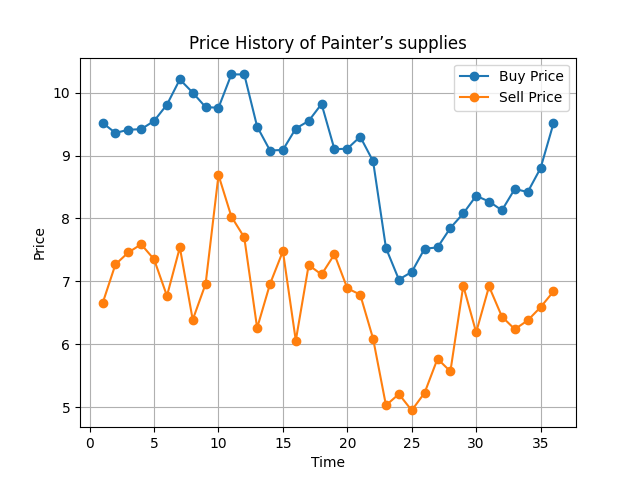 Price History of Painter’s supplies
Buy Price
Sell Price
10
9
8
7
6
5
Price
0 5 10 15 20 25 30 35
Time